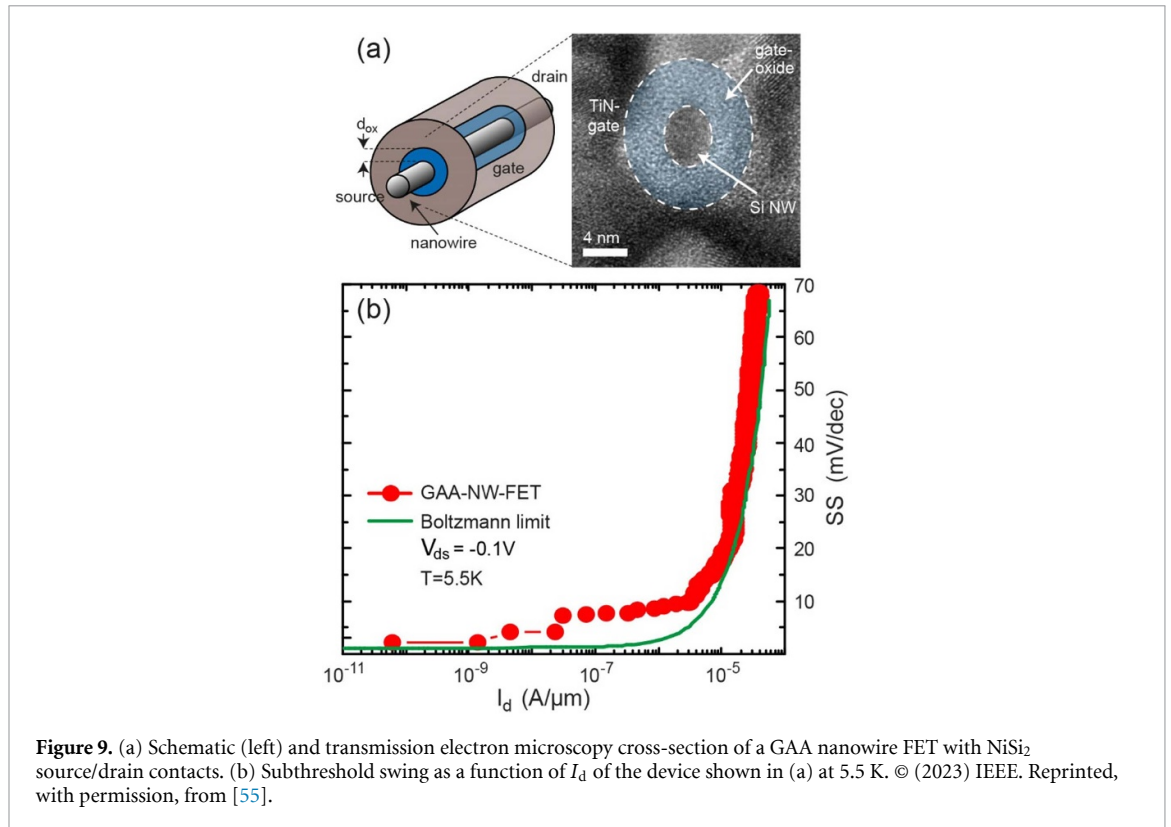 (a)
drain
gate-
oxide
TiN-
gate
dox
gate
source
Si NW
nanowire
4 nm
(b)
70
60
50
40
30
20
10
SS (mV/dec)
GAA-NW-FET
Boltzmann limit
Vds = -0.1V
T=5.5K
10⁻¹¹ 10⁻⁹ 10⁻⁷ 10⁻⁵
Id (A/µm)
Figure 9. (a) Schematic (left) and transmission electron microscopy cross-section of a GAA nanowire FET with NiSi₂
source/drain contacts. (b) Subthreshold swing as a function of Id of the device shown in (a) at 5.5 K. © (2023) IEEE. Reprinted,
with permission, from [55].